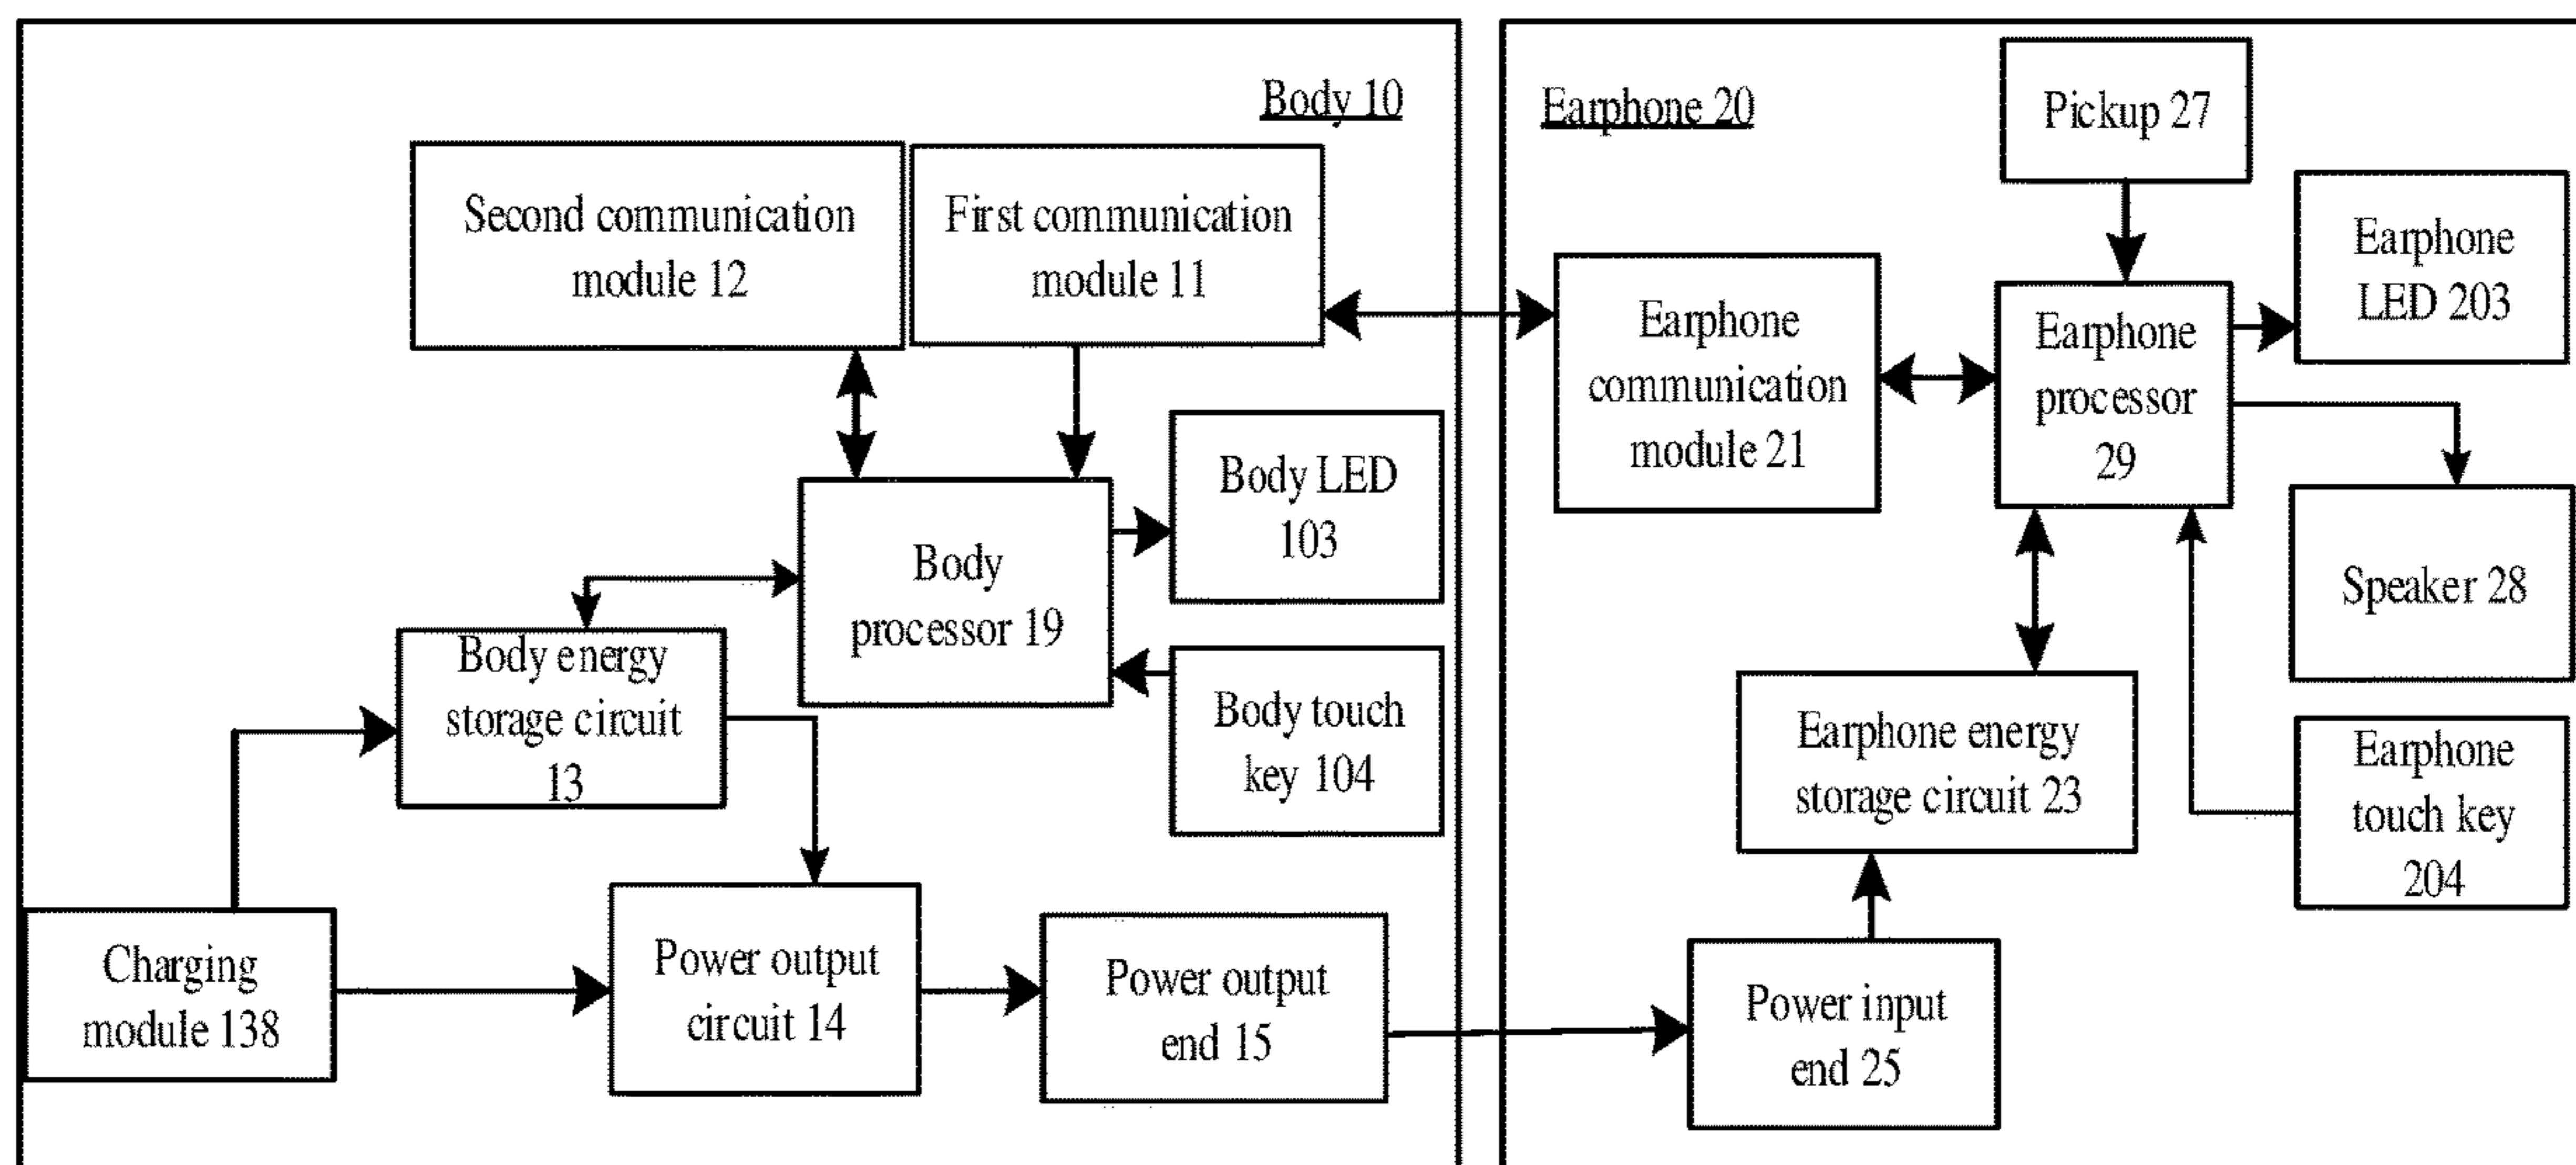 Body 10
Second communication
module 12
First communication
module 11
Body LED
103
Body
processor 19
Body energy
storage circuit
13
Body touch
key 104
Charging
module 138
Power output
circuit 14
Power output
end 15
Earphone 20
Pickup 27
Earphone
LED 203
Earphone
communication
module 21
Earphone
processor
29
Speaker 28
Earphone energy
storage circuit 23
Earphone
touch key
204
Power input
end 25